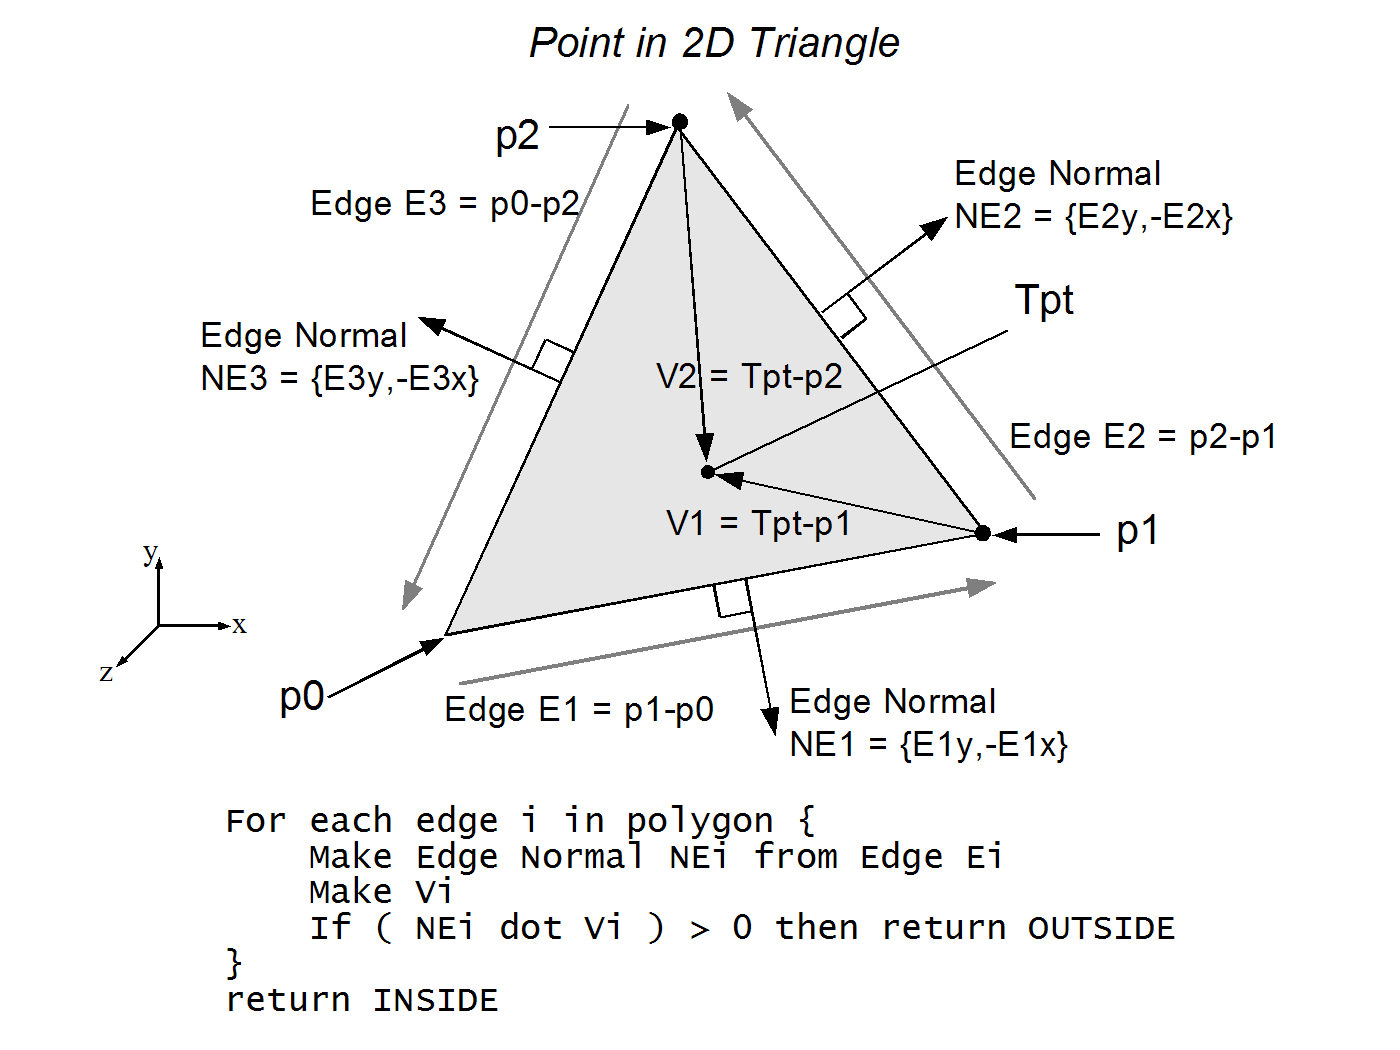 Point in 2D Triangle
p2
Edge Normal
NE2 = {E2y,-E2x}
Edge E3 = p0-p2
Tpt
Edge Normal
NE3 = {E3y,-E3x}
V2 = Tpt-p2
Edge E2 = p2-p1
V1 = Tpt-p1
p1
y
x
z
p0
Edge E1 = p1-p0
Edge Normal
NE1 = {E1y,-E1x}
For each edge i in polygon {
    Make Edge Normal NEi from Edge Ei
    Make Vi
    If ( NEi dot Vi ) > 0 then return OUTSIDE
}
return INSIDE